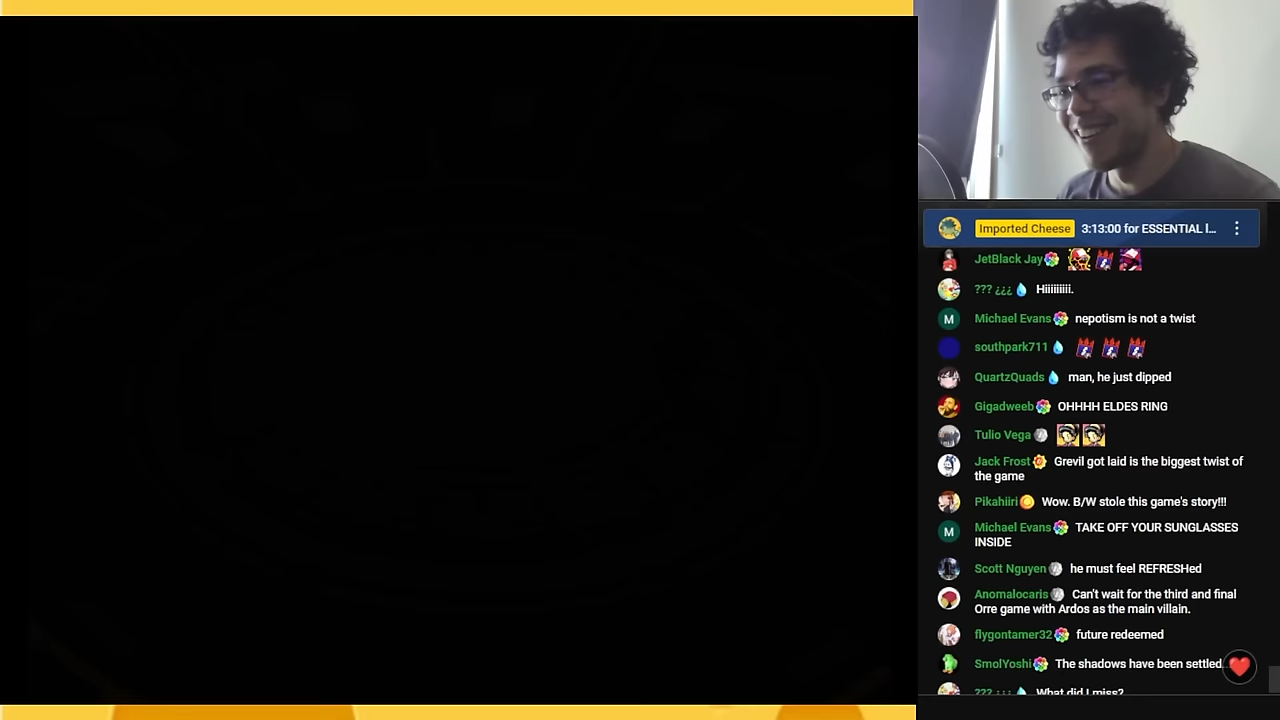 Imported Cheese 3:13:00 for ESSENTIAL I...
JetBlack Jay
??? ¿¿¿ Hiiiiiiiii.
Michael Evans nepotism is not a twist
M
southpark711
QuartzQuads man, he just dipped
Gigadweeb OHHHH ELDES RING
Tulio Vega
Jack Frost Grevil got laid is the biggest twist of
the game
Pikahiiri Wow. B/W stole this game's story!!!
Michael Evans TAKE OFF YOUR SUNGLASSES
M
INSIDE
Scott Nguyen he must feel REFRESHed
Anomalocaris Can't wait for the third and final
Orre game with Ardos as the main villain.
flygontamer32 future redeemed
SmolYoshi The shadows have been settled
??? ¿¿¿ What did I miss?